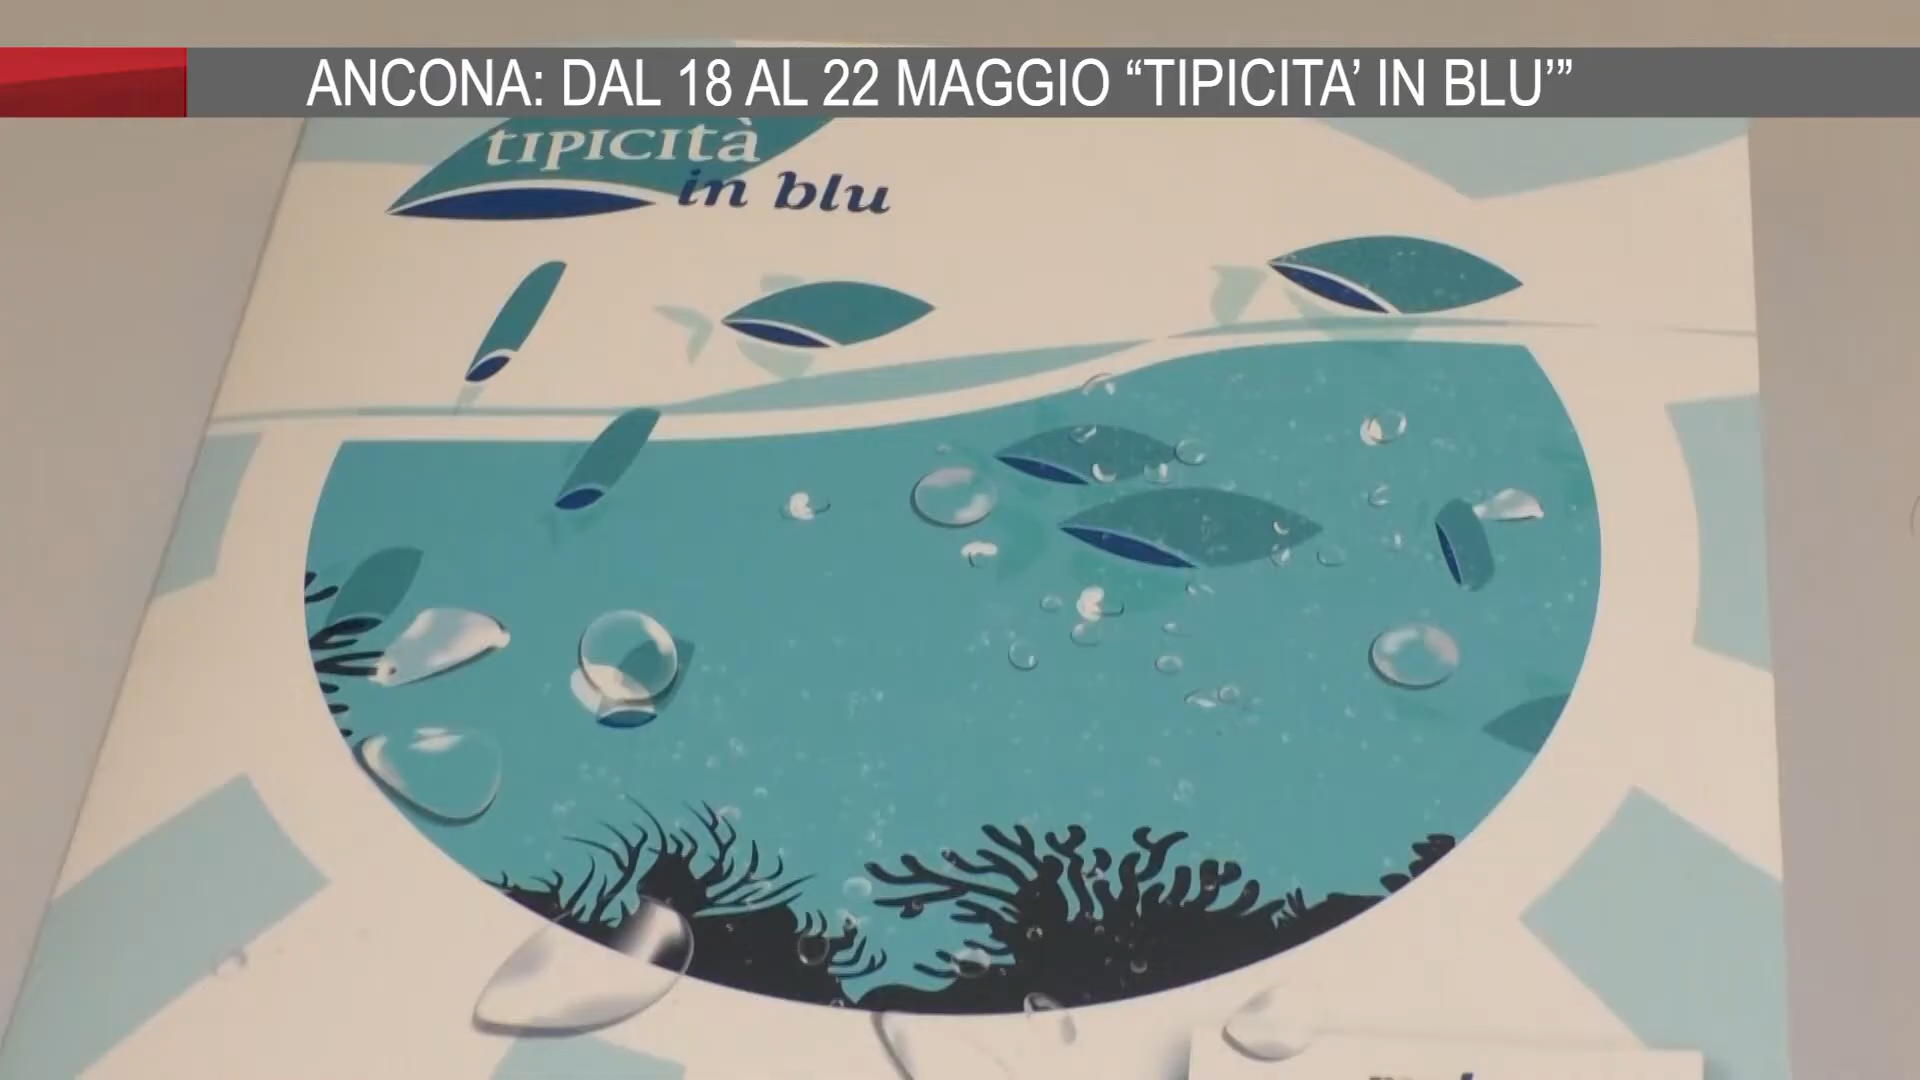 ANCONA: DAL 18 AL 22 MAGGIO “TIPICITA’ IN BLU’”
tipicità
in blu